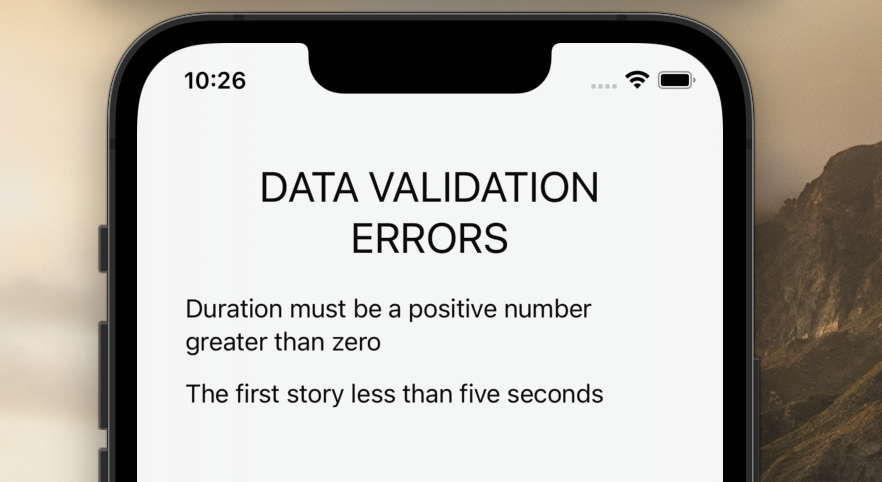 10:26
DATA VALIDATION
ERRORS
Duration must be a positive number
greater than zero
The first story less than five seconds